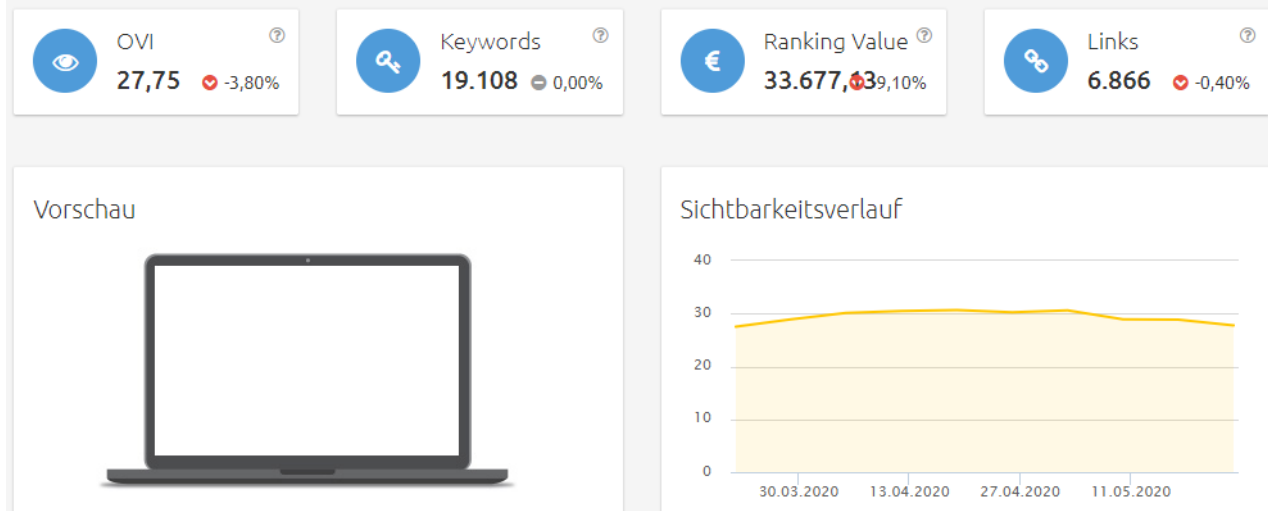 OVI
27,75 -3,80%
Keywords
19.108 0,00%
Ranking Value
33.677,13 9,10%
Links
6.866 -0,40%
Vorschau
Sichtbarkeitsverlauf
40
30
20
10
0
30.03.2020 13.04.2020 27.04.2020 11.05.2020